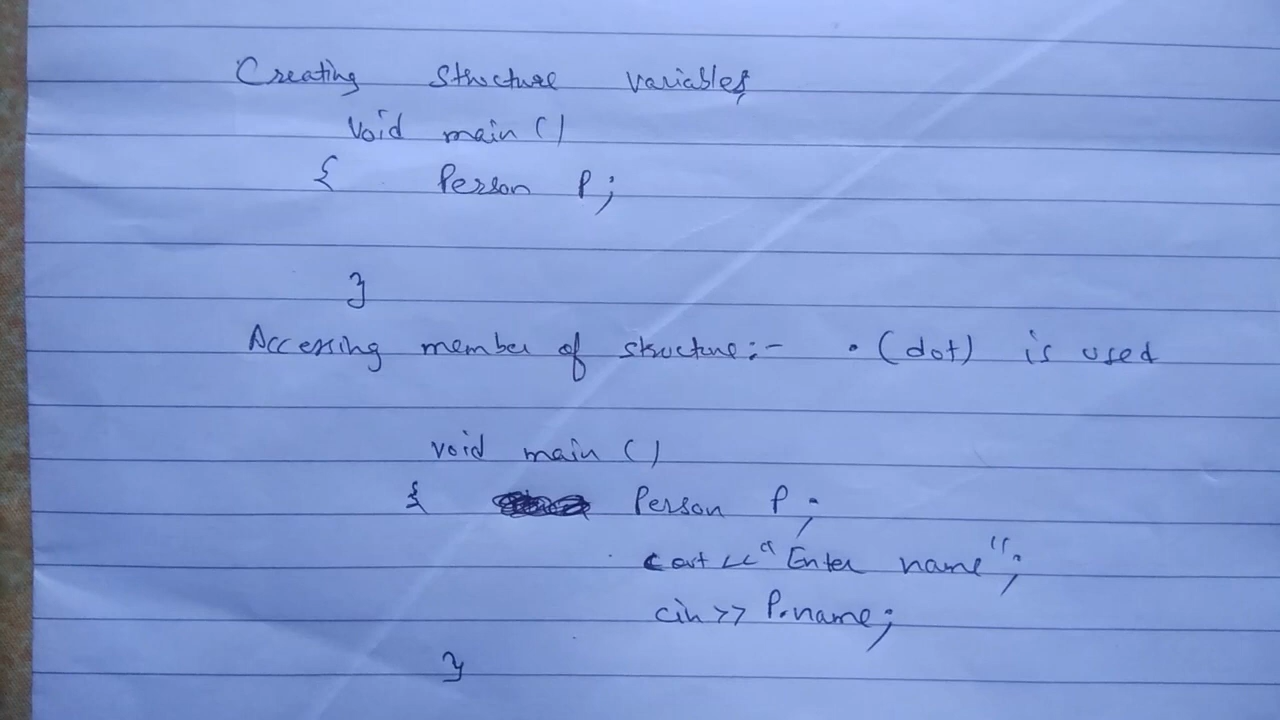 Creating Structure variables
void main ()
{ Person P;
}
Accessing member of structure:- . (dot) is used
void main ()
{ Person P;
cout << "Enter name";
cin >> P.name;
}